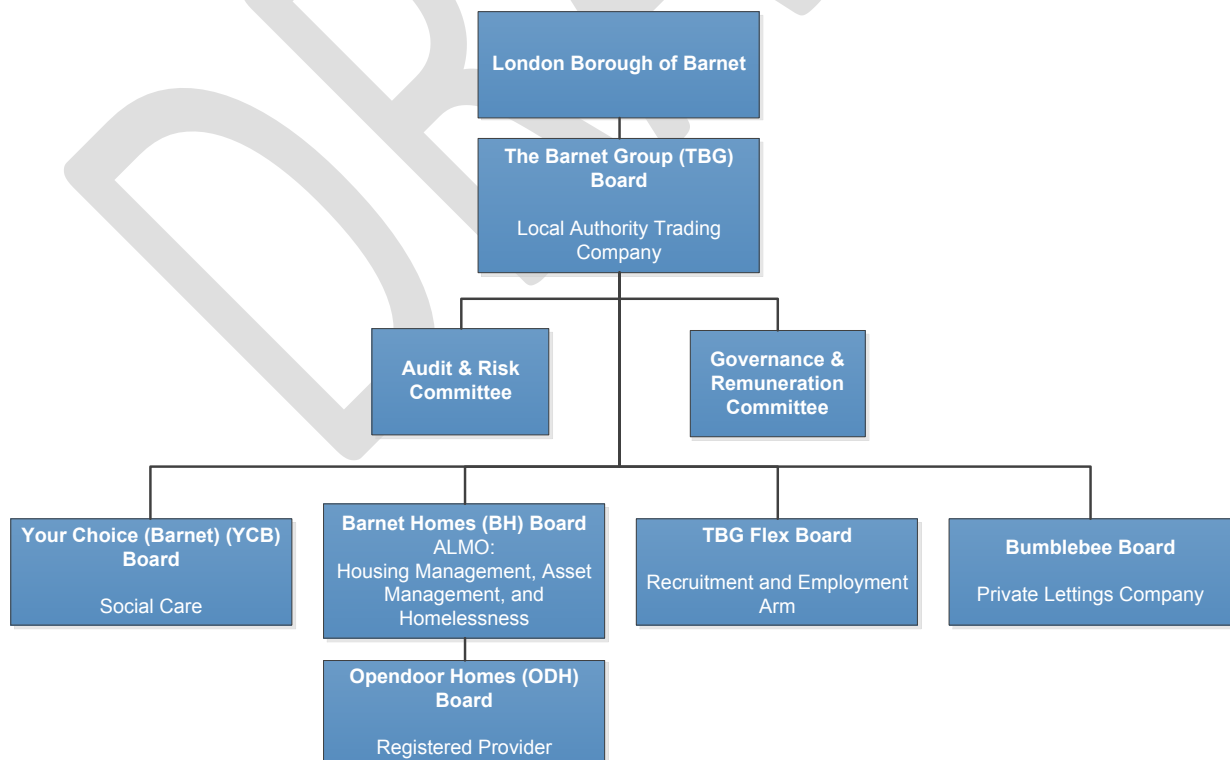 London Borough of Barnet
The Barnet Group (TBG)
Board
Local Authority Trading
Company
Audit & Risk
Committee
Governance &
Remuneration
Committee
Your Choice (Barnet) (YCB)
Board
Social Care
Barnet Homes (BH) Board
ALMO:
Housing Management, Asset
Management, and
Homelessness
TBG Flex Board
Recruitment and Employment
Arm
Bumblebee Board
Private Lettings Company
Opendoor Homes (ODH)
Board
Registered Provider